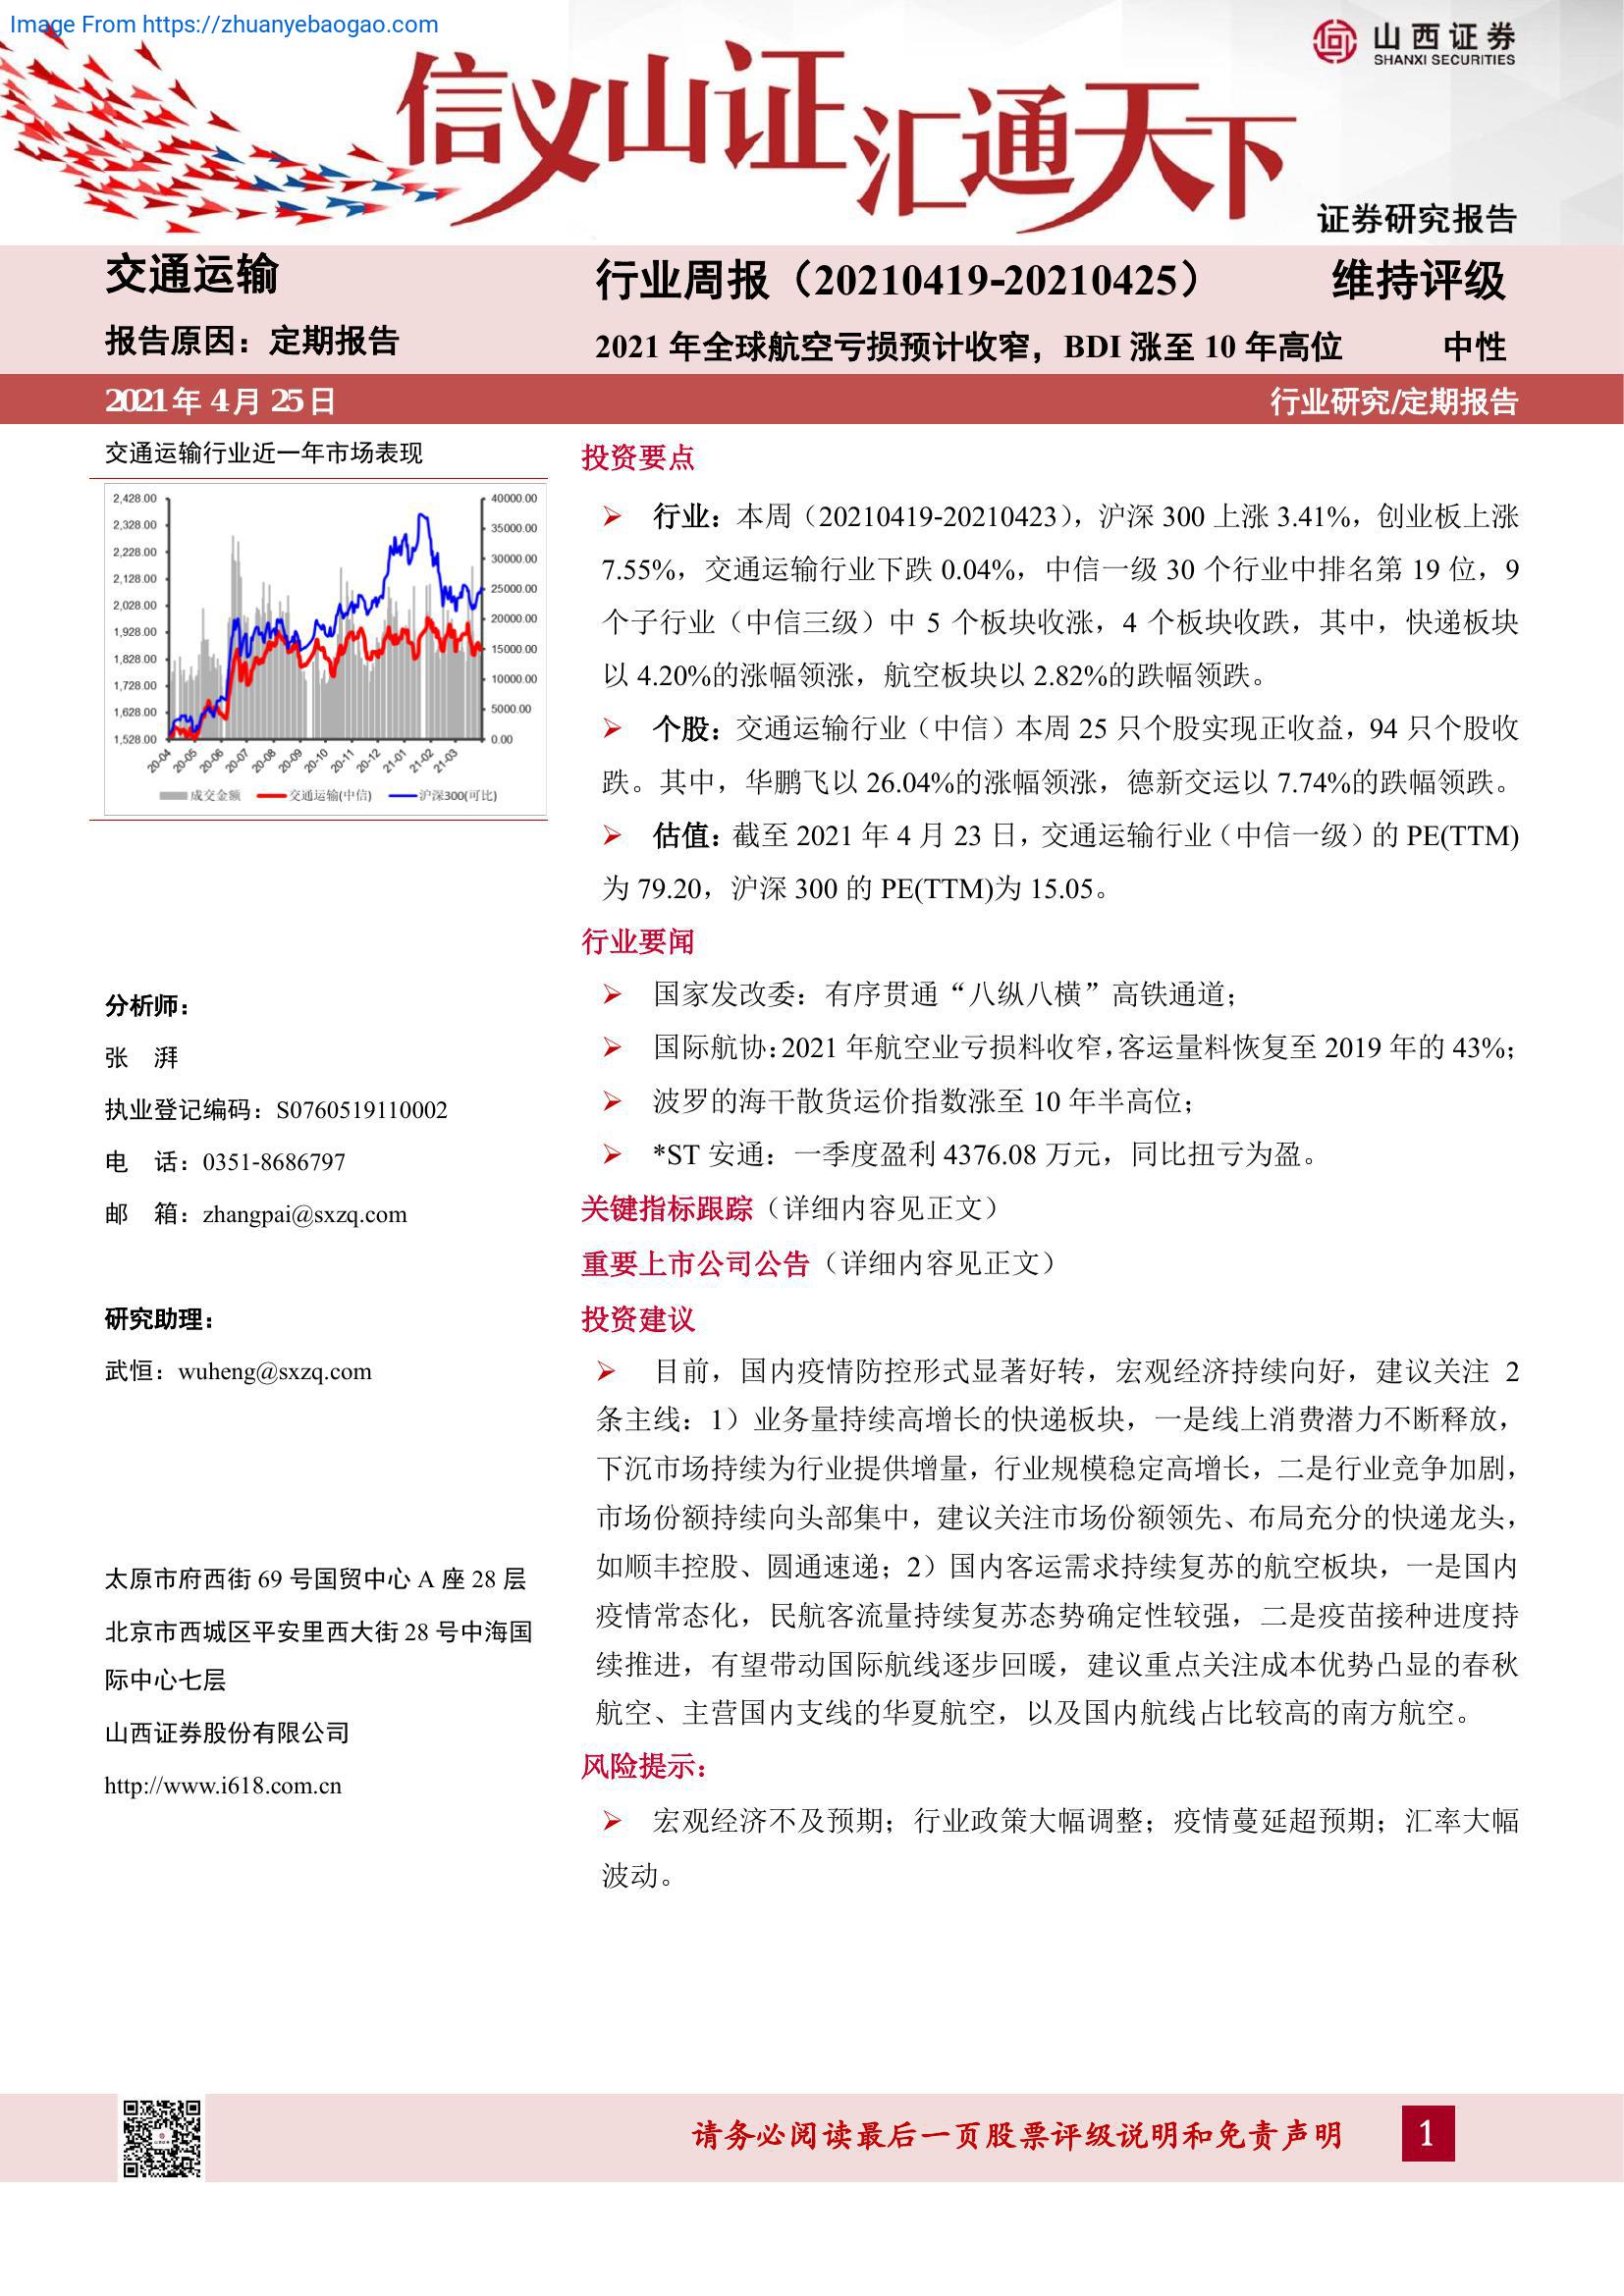 Image From https://zhuanyebaogao.com
山西证券
SHANXI SECURITIES
信义山证汇通天下
证券研究报告
交通运输
报告原因：定期报告
行业周报（20210419-20210425）
维持评级
2021 年全球航空亏损预计收窄，BDI 涨至 10 年高位
中性
2021 年 4 月 25 日
行业研究/定期报告
交通运输行业近一年市场表现
2,428.00
2,328.00
2,228.00
2,128.00
2,028.00
1,928.00
1,828.00
1,728.00
1,628.00
1,528.00
40000.00
35000.00
30000.00
25000.00
20000.00
15000.00
10000.00
5000.00
0.00
20-04
20-05
20-06
20-07
20-08
20-09
20-10
20-11
20-12
21-01
21-02
21-03
成交金额
交通运输(中信)
沪深300(可比)
分析师：
张 湃
执业登记编码：S0760519110002
电 话：0351-8686797
邮 箱：zhangpai@sxzq.com
研究助理：
武恒：wuheng@sxzq.com
太原市府西街 69 号国贸中心 A 座 28 层
北京市西城区平安里西大街 28 号中海国
际中心七层
山西证券股份有限公司
http://www.i618.com.cn
投资要点
➢ 行业：本周（20210419-20210423），沪深 300 上涨 3.41%，创业板上涨
7.55%，交通运输行业下跌 0.04%，中信一级 30 个行业中排名第 19 位，9
个子行业（中信三级）中 5 个板块收涨，4 个板块收跌，其中，快递板块
以 4.20%的涨幅领涨，航空板块以 2.82%的跌幅领跌。
➢ 个股：交通运输行业（中信）本周 25 只个股实现正收益，94 只个股收
跌。其中，华鹏飞以 26.04%的涨幅领涨，德新交运以 7.74%的跌幅领跌。
➢ 估值：截至 2021 年 4 月 23 日，交通运输行业（中信一级）的 PE(TTM)
为 79.20，沪深 300 的 PE(TTM)为 15.05。
行业要闻
➢ 国家发改委：有序贯通“八纵八横”高铁通道；
➢ 国际航协：2021 年航空业亏损料收窄，客运量料恢复至 2019 年的 43%；
➢ 波罗的海干散货运价指数涨至 10 年半高位；
➢ *ST 安通：一季度盈利 4376.08 万元，同比扭亏为盈。
关键指标跟踪（详细内容见正文）
重要上市公司公告（详细内容见正文）
投资建议
➢ 目前，国内疫情防控形式显著好转，宏观经济持续向好，建议关注 2
条主线：1）业务量持续高增长的快递板块，一是线上消费潜力不断释放，
下沉市场持续为行业提供增量，行业规模稳定高增长，二是行业竞争加剧，
市场份额持续向头部集中，建议关注市场份额领先、布局充分的快递龙头，
如顺丰控股、圆通速递；2）国内客运需求持续复苏的航空板块，一是国内
疫情常态化，民航客流量持续复苏态势确定性较强，二是疫苗接种进度持
续推进，有望带动国际航线逐步回暖，建议重点关注成本优势凸显的春秋
航空、主营国内支线的华夏航空，以及国内航线占比较高的南方航空。
风险提示：
➢ 宏观经济不及预期；行业政策大幅调整；疫情蔓延超预期；汇率大幅
波动。
请务必阅读最后一页股票评级说明和免责声明
1